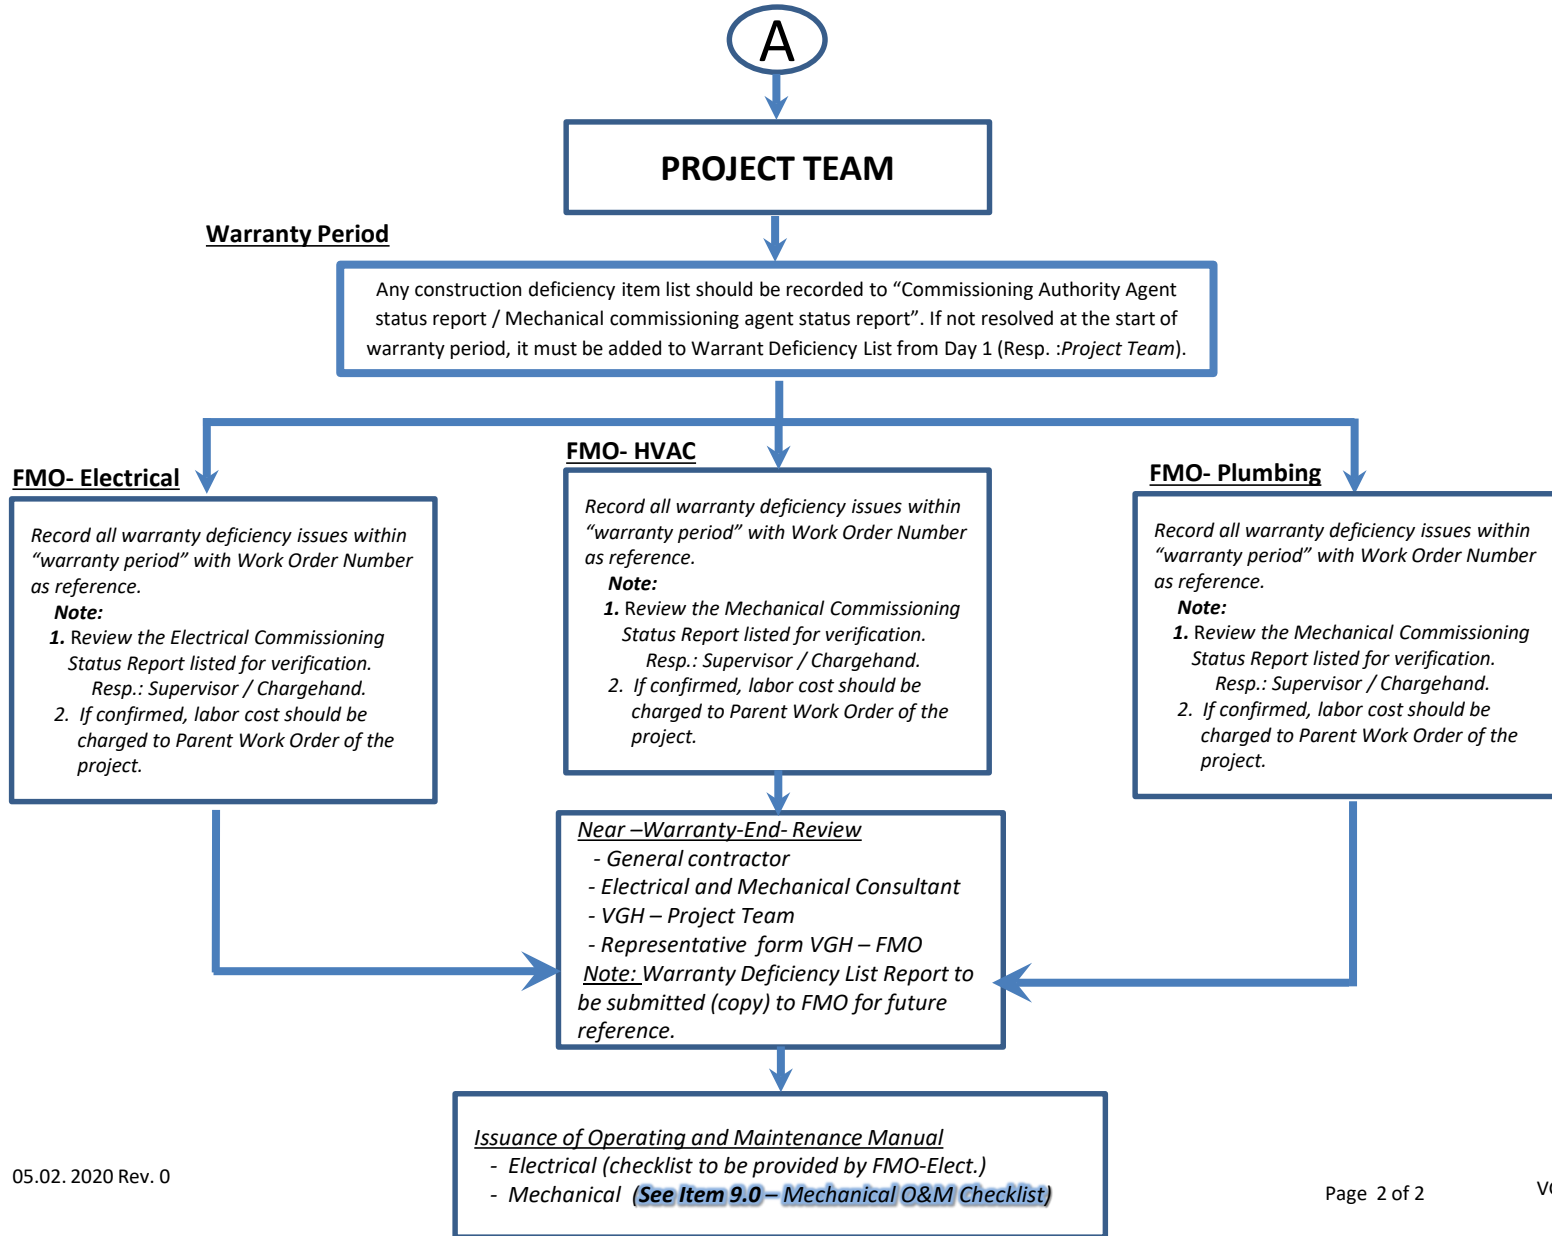 A
PROJECT TEAM
Warranty Period
Any construction deficiency item list should be recorded to “Commissioning Authority Agent
status report / Mechanical commissioning agent status report”. If not resolved at the start of
warranty period, it must be added to Warrant Deficiency List from Day 1 (Resp. :Project Team).
FMO- Electrical
Record all warranty deficiency issues within
“warranty period” with Work Order Number
as reference.
Note:
1. Review the Electrical Commissioning
Status Report listed for verification.
Resp.: Supervisor / Chargehand.
2. If confirmed, labor cost should be
charged to Parent Work Order of the
project.
FMO- HVAC
Record all warranty deficiency issues within
“warranty period” with Work Order Number
as reference.
Note:
1. Review the Mechanical Commissioning
Status Report listed for verification.
Resp.: Supervisor / Chargehand.
2. If confirmed, labor cost should be
charged to Parent Work Order of the
project.
FMO- Plumbing
Record all warranty deficiency issues within
“warranty period” with Work Order Number
as reference.
Note:
1. Review the Mechanical Commissioning
Status Report listed for verification.
Resp.: Supervisor / Chargehand.
2. If confirmed, labor cost should be
charged to Parent Work Order of the
project.
Near –Warranty-End- Review
- General contractor
- Electrical and Mechanical Consultant
- VGH – Project Team
- Representative form VGH – FMO
Note: Warranty Deficiency List Report to
be submitted (copy) to FMO for future
reference.
Issuance of Operating and Maintenance Manual
- Electrical (checklist to be provided by FMO-Elect.)
- Mechanical (See Item 9.0 – Mechanical O&M Checklist)
05.02. 2020 Rev. 0
Page 2 of 2